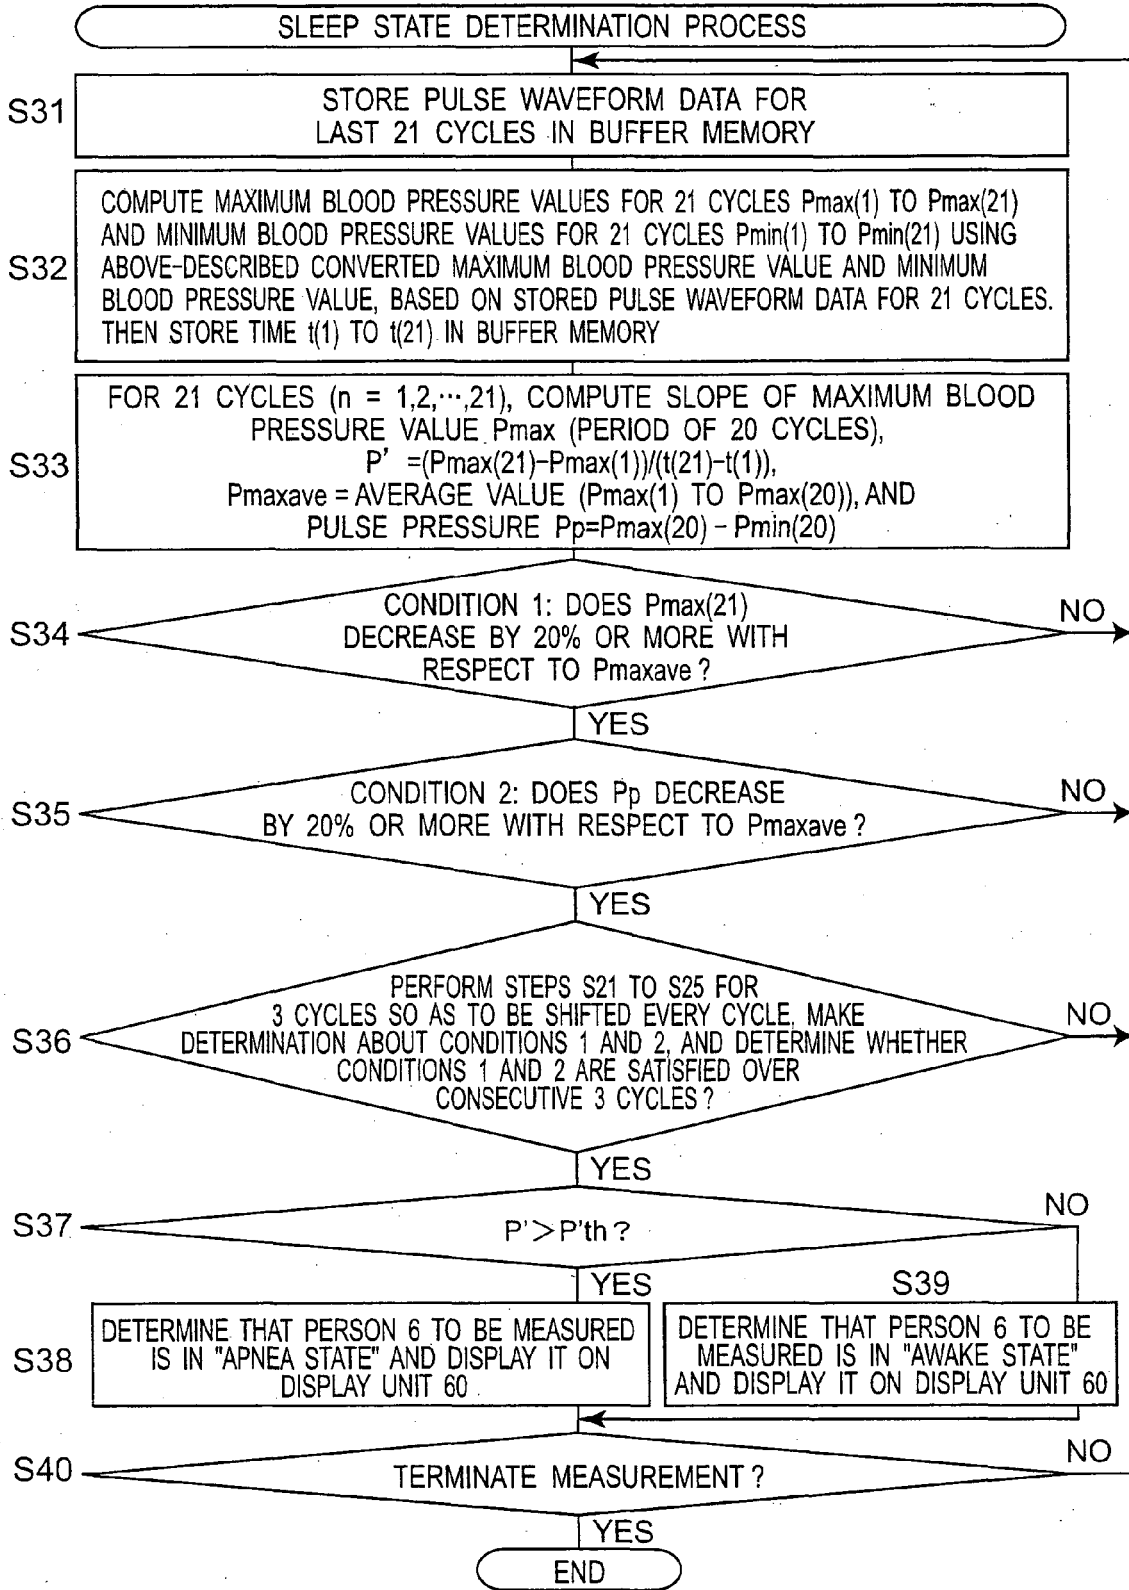 SLEEP STATE DETERMINATION PROCESS
S31
STORE PULSE WAVEFORM DATA FOR
LAST 21 CYCLES IN BUFFER MEMORY
S32
COMPUTE MAXIMUM BLOOD PRESSURE VALUES FOR 21 CYCLES Pmax(1) TO Pmax(21)
AND MINIMUM BLOOD PRESSURE VALUES FOR 21 CYCLES Pmin(1) TO Pmin(21) USING
ABOVE-DESCRIBED CONVERTED MAXIMUM BLOOD PRESSURE VALUE AND MINIMUM
BLOOD PRESSURE VALUE, BASED ON STORED PULSE WAVEFORM DATA FOR 21 CYCLES.
THEN STORE TIME t(1) TO t(21) IN BUFFER MEMORY
S33
FOR 21 CYCLES (n = 1,2,⋯,21), COMPUTE SLOPE OF MAXIMUM BLOOD
PRESSURE VALUE Pmax (PERIOD OF 20 CYCLES),
P' =(Pmax(21)-Pmax(1))/(t(21)-t(1)),
Pmaxave = AVERAGE VALUE (Pmax(1) TO Pmax(20)), AND
PULSE PRESSURE Pp=Pmax(20) - Pmin(20)
S34
CONDITION 1: DOES Pmax(21)
DECREASE BY 20% OR MORE WITH
RESPECT TO Pmaxave ?
NO
YES
S35
CONDITION 2: DOES Pp DECREASE
BY 20% OR MORE WITH RESPECT TO Pmaxave ?
NO
YES
S36
PERFORM STEPS S21 TO S25 FOR
3 CYCLES SO AS TO BE SHIFTED EVERY CYCLE, MAKE
DETERMINATION ABOUT CONDITIONS 1 AND 2, AND DETERMINE WHETHER
CONDITIONS 1 AND 2 ARE SATISFIED OVER
CONSECUTIVE 3 CYCLES ?
NO
YES
S37
P' > P'th ?
NO
YES
S39
S38
DETERMINE THAT PERSON 6 TO BE MEASURED
IS IN "APNEA STATE" AND DISPLAY IT ON
DISPLAY UNIT 60
DETERMINE THAT PERSON 6 TO BE
MEASURED IS IN "AWAKE STATE"
AND DISPLAY IT ON DISPLAY UNIT 60
S40
TERMINATE MEASUREMENT ?
NO
YES
END